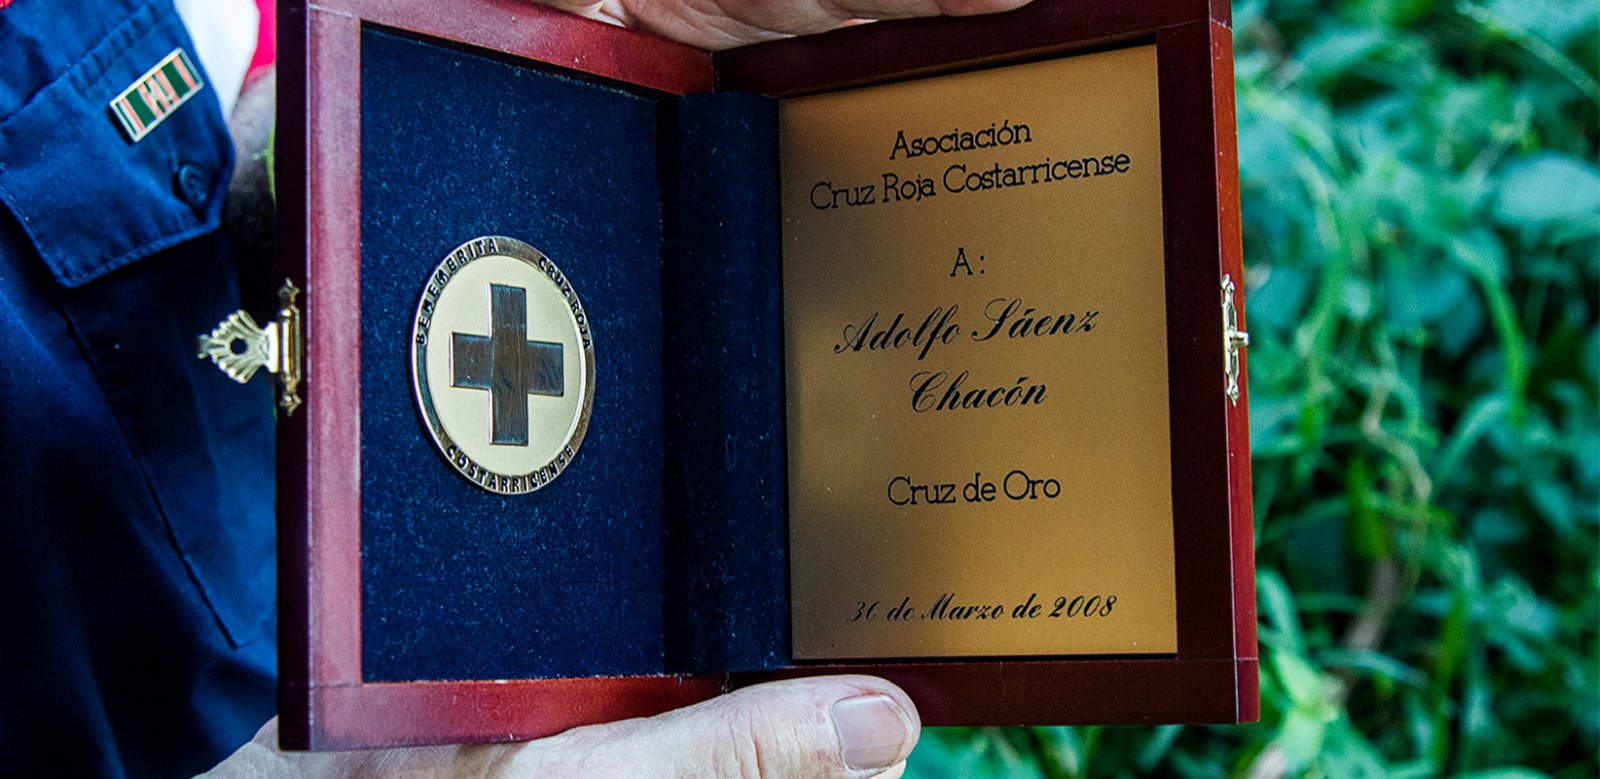 BENEMERITA CRUZ ROJA
COSTARRICENSE
Asociación
Cruz Roja Costarricense
A:
Adolfo Sáenz
Chacón
Cruz de Oro
30 de Marzo de 2008